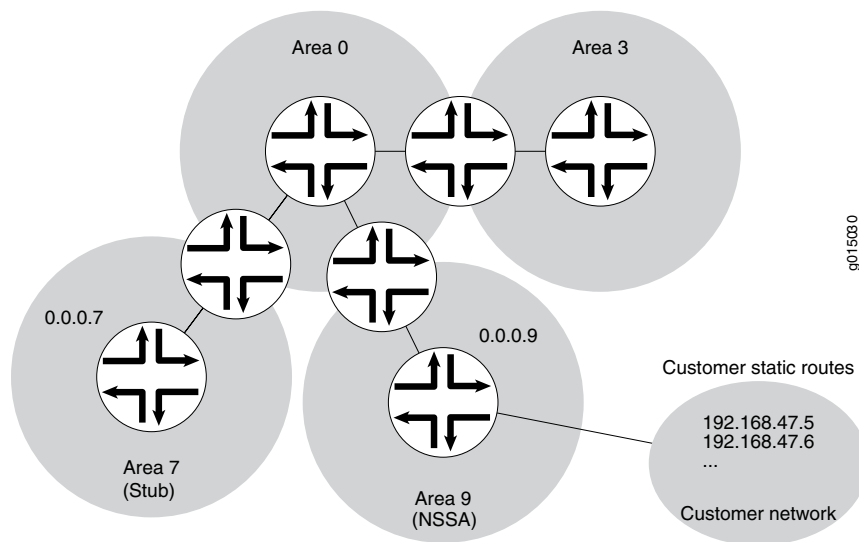 Area 0
Area 3
g015030
0.0.0.7
0.0.0.9
Customer static routes
192.168.47.5
192.168.47.6
...
Area 7
(Stub)
Area 9
(NSSA)
Customer network